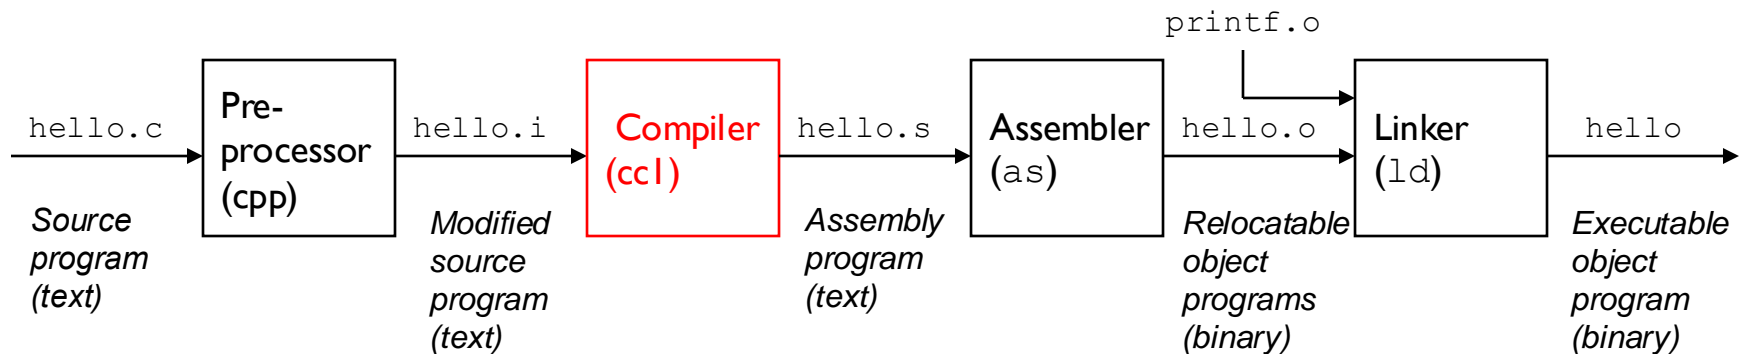 printf.o
hello.c
Pre-
processor
(cpp)
hello.i
Compiler
(cc1)
hello.s
Assembler
(as)
hello.o
Linker
(ld)
hello
Source
program
(text)
Modified
source
program
(text)
Assembly
program
(text)
Relocatable
object
programs
(binary)
Executable
object
program
(binary)